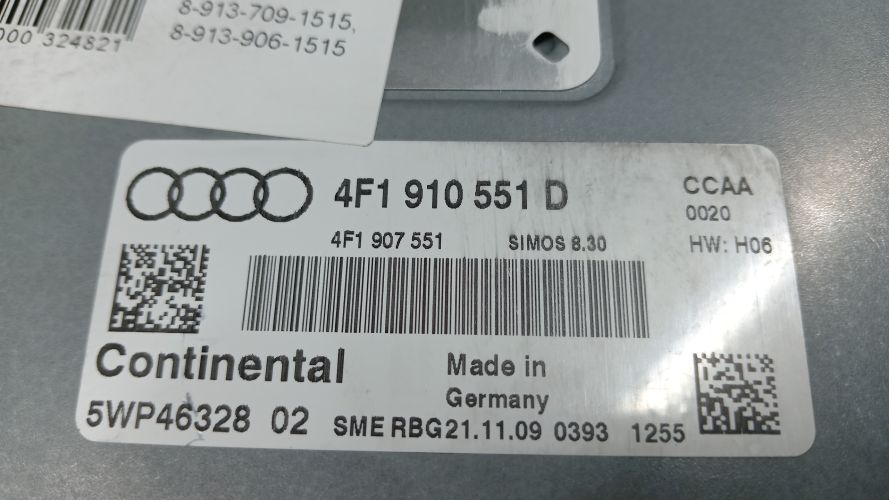 8-913-709-1515,
000 324821
8-913-906-1515
4F1 910 551 D
CCAA
0020
4F1 907 551 SIMOS 8.30 HW: H06
Continental
Made in
Germany
5WP46328 02 SME RBG21.11.09 0393 1255